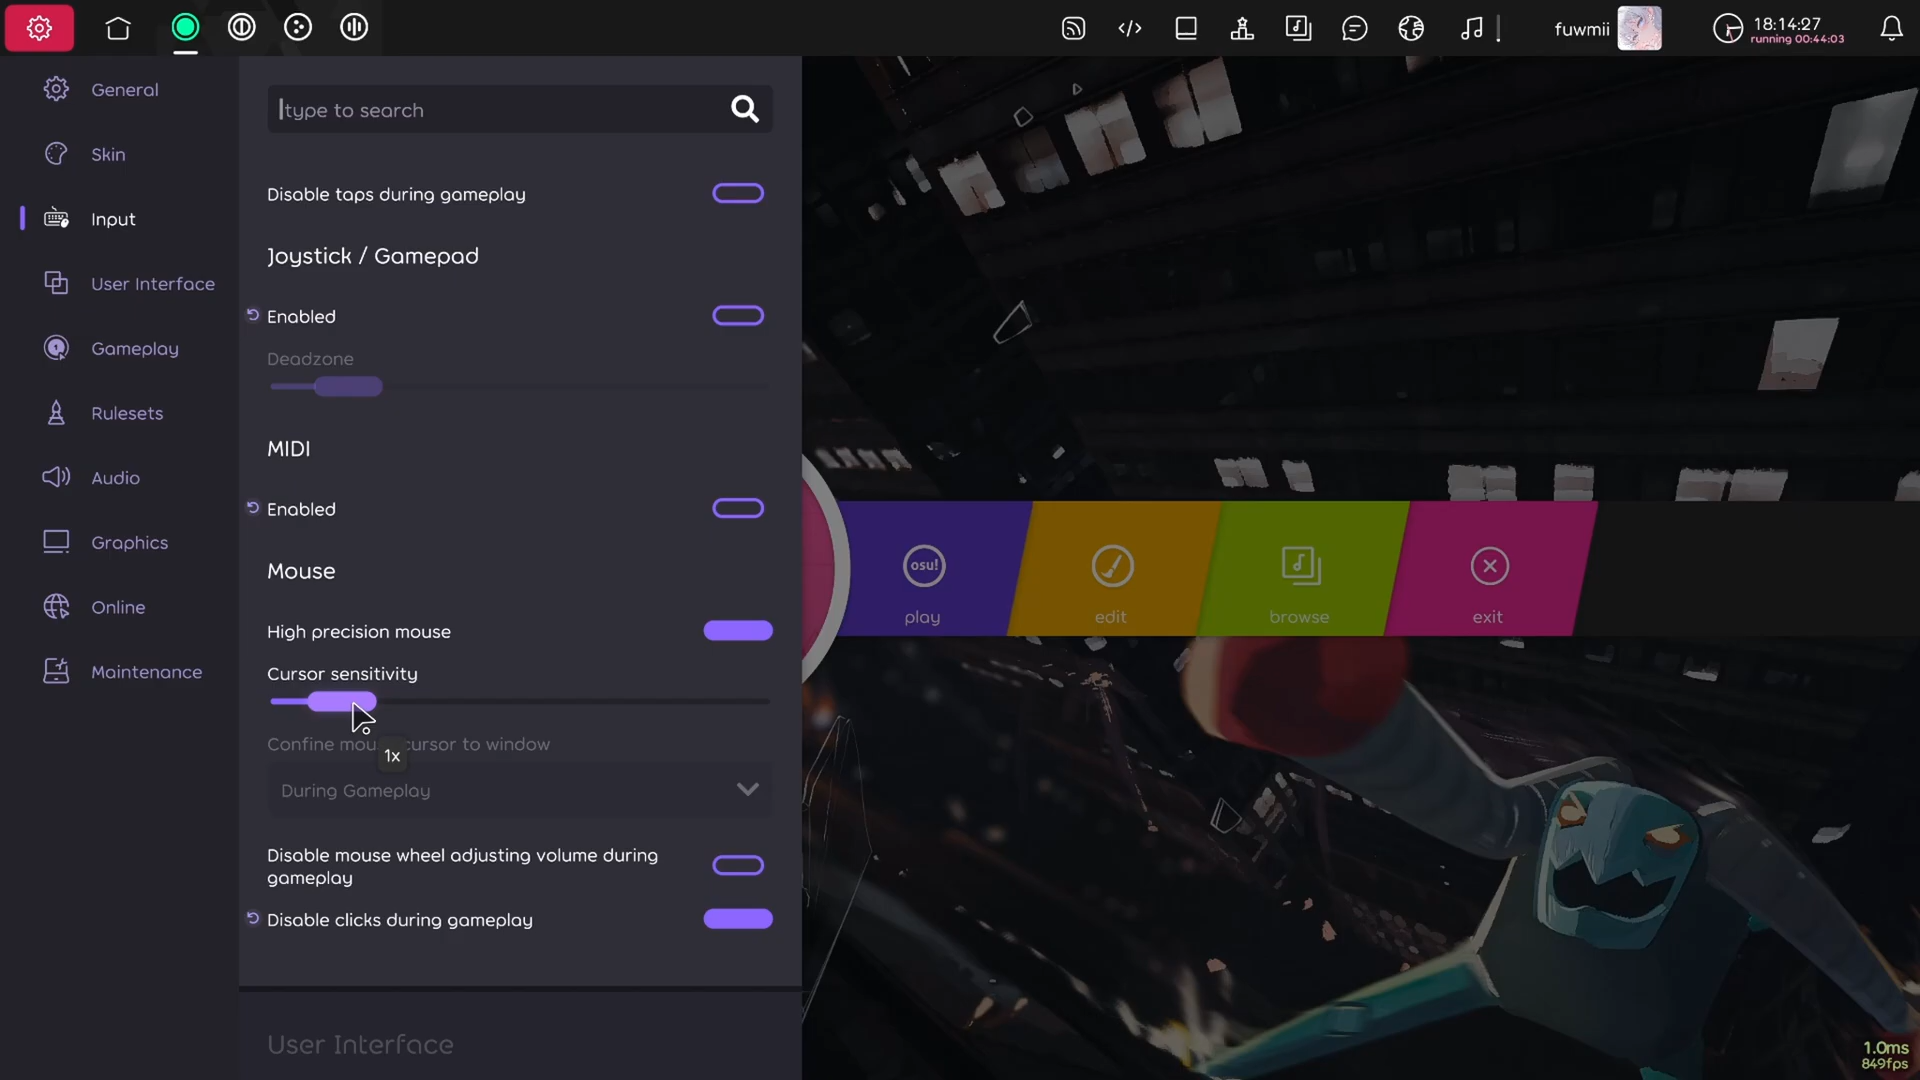 fuwmii
18:14:27
running 00:44:03
General
Skin
Input
User Interface
Gameplay
Rulesets
Audio
Graphics
Online
Maintenance
type to search
Disable taps during gameplay
Joystick / Gamepad
Enabled
Deadzone
MIDI
Enabled
Mouse
High precision mouse
Cursor sensitivity
1x
Confine mou cursor to window
During Gameplay
Disable mouse wheel adjusting volume during
gameplay
Disable clicks during gameplay
User Interface
osu!
play
edit
browse
exit
1.0ms
849fps